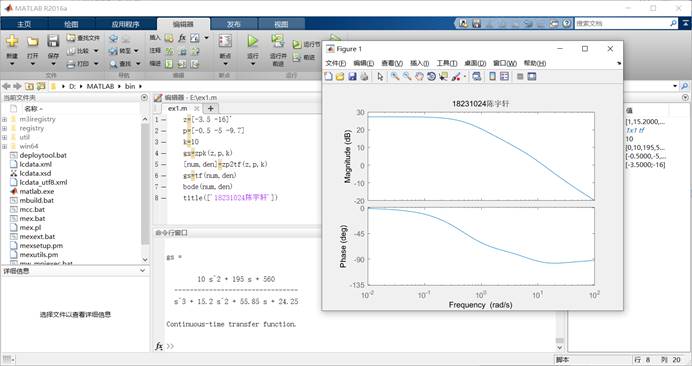 MATLAB R2016a
主页 绘图 应用程序 编辑器 发布 视图
搜索文档
新建 打开 保存 查找文件 比较 打印 转至 查找 插入 fx 注释 缩进 断点 运行 运行并前进 运行节 前进
文件 导航 编辑 断点 运行
D: MATLAB bin
当前文件夹
名称
m3iregistry
registry
util
win64
deploytool.bat
lcdata.xml
lcdata.xsd
lcdata_utf8.xml
matlab.exe
mbuild.bat
mcc.bat
mex.bat
mex.pl
mexext.bat
mexsetup.pm
mexutils.pm
mw_mpiexec.bat
详细信息
选择文件以查看详细信息
编辑器 - E:\ex1.m
ex1.m
1 z=[-3.5 -16]'
2 p=[-0.5 -5 -9.7]
3 k=10
4 gs=zpk(z,p,k)
5 [num,den]=zp2tf(z,p,k)
6 gs=tf(num,den)
7 bode(num,den)
8 title(['18231024陈宇轩'])
命令行窗口
gs =
10 s^2 + 195 s + 560
-------------------------------
s^3 + 15.2 s^2 + 55.85 s + 24.25
Continuous-time transfer function.
fx >>
Figure 1
文件(F) 编辑(E) 查看(V) 插入(I) 工具(T) 桌面(D) 窗口(W) 帮助(H)
18231024陈宇轩
Magnitude (dB)
30
20
10
0
-10
-20
Phase (deg)
0
-45
-90
-135
10^-2 10^-1 10^0 10^1 10^2
Frequency (rad/s)
值
[1,15.2000,...
1x1 tf
10
[0,10,195,5...
[-0.5000,-5,...
[-3.5000;-16]
脚本 行 8 列 20